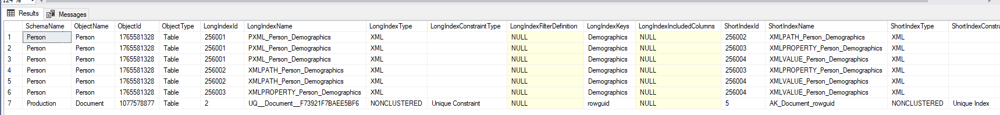 124 %
Results Messages
SchemaName ObjectName ObjectId ObjectType LongIndexId LongIndexName LongIndexType LongIndexConstraintType LongIndexFilterDefinition LongIndexKeys LongIndexIncludedColumns ShortIndexId ShortIndexName ShortIndexType ShortIndexConstra
1 Person Person 1765581328 Table 256001 PXML_Person_Demographics XML NULL Demographics NULL 256002 XMLPATH_Person_Demographics XML
2 Person Person 1765581328 Table 256001 PXML_Person_Demographics XML NULL Demographics NULL 256003 XMLPROPERTY_Person_Demographics XML
3 Person Person 1765581328 Table 256001 PXML_Person_Demographics XML NULL Demographics NULL 256004 XMLVALUE_Person_Demographics XML
4 Person Person 1765581328 Table 256002 XMLPATH_Person_Demographics XML NULL Demographics NULL 256003 XMLPROPERTY_Person_Demographics XML
5 Person Person 1765581328 Table 256002 XMLPATH_Person_Demographics XML NULL Demographics NULL 256004 XMLVALUE_Person_Demographics XML
6 Person Person 1765581328 Table 256003 XMLPROPERTY_Person_Demographics XML NULL Demographics NULL 256004 XMLVALUE_Person_Demographics XML
7 Production Document 1077578877 Table 2 UQ__Document__F73921F7BAEE5BF6 NONCLUSTERED Unique Constraint NULL rowguid NULL 5 AK_Document_rowguid NONCLUSTERED Unique Index